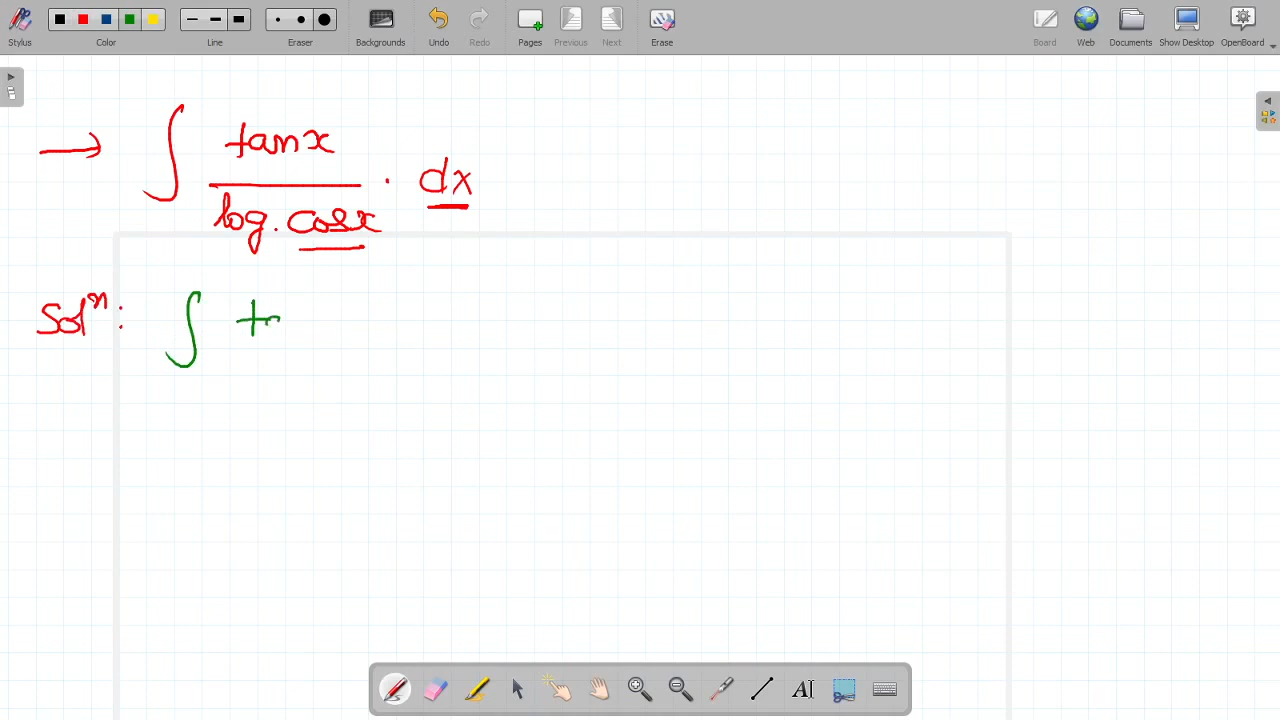 Stylus Color Line Eraser Backgrounds Undo Redo Pages Previous Next Erase Board Web Documents Show Desktop OpenBoard
→ ∫ tanx / log.cosx · dx
Solⁿ: ∫